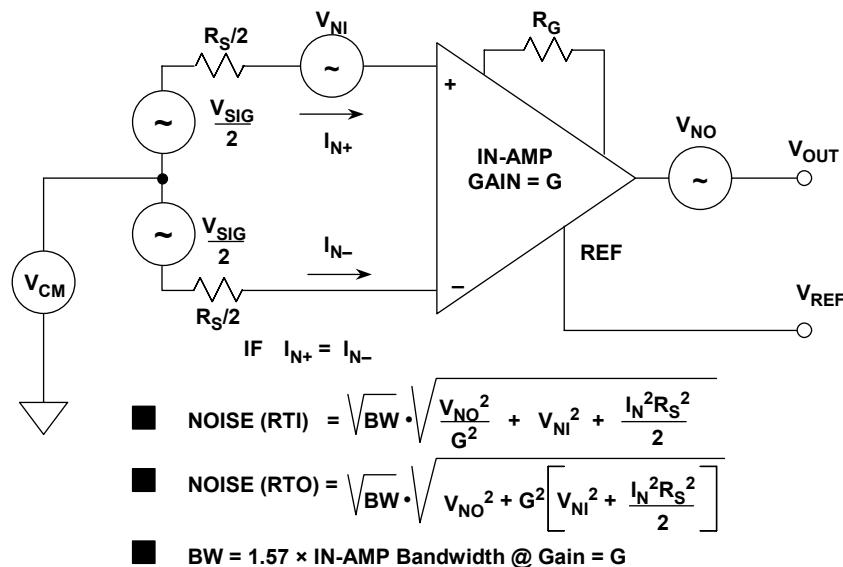 V_NI
R_G
R_S/2
~
+
~
V_SIG
2
I_N+
IN-AMP
GAIN = G
V_NO
~
V_OUT
~
V_SIG
2
I_N–
REF
V_CM
–
R_S/2
V_REF
IF I_N+ = I_N–
NOISE (RTI) = √BW • √(V_NO²/G² + V_NI² + I_N²R_S²/2)
NOISE (RTO) = √BW • √(V_NO² + G²[V_NI² + I_N²R_S²/2])
BW = 1.57 × IN-AMP Bandwidth @ Gain = G